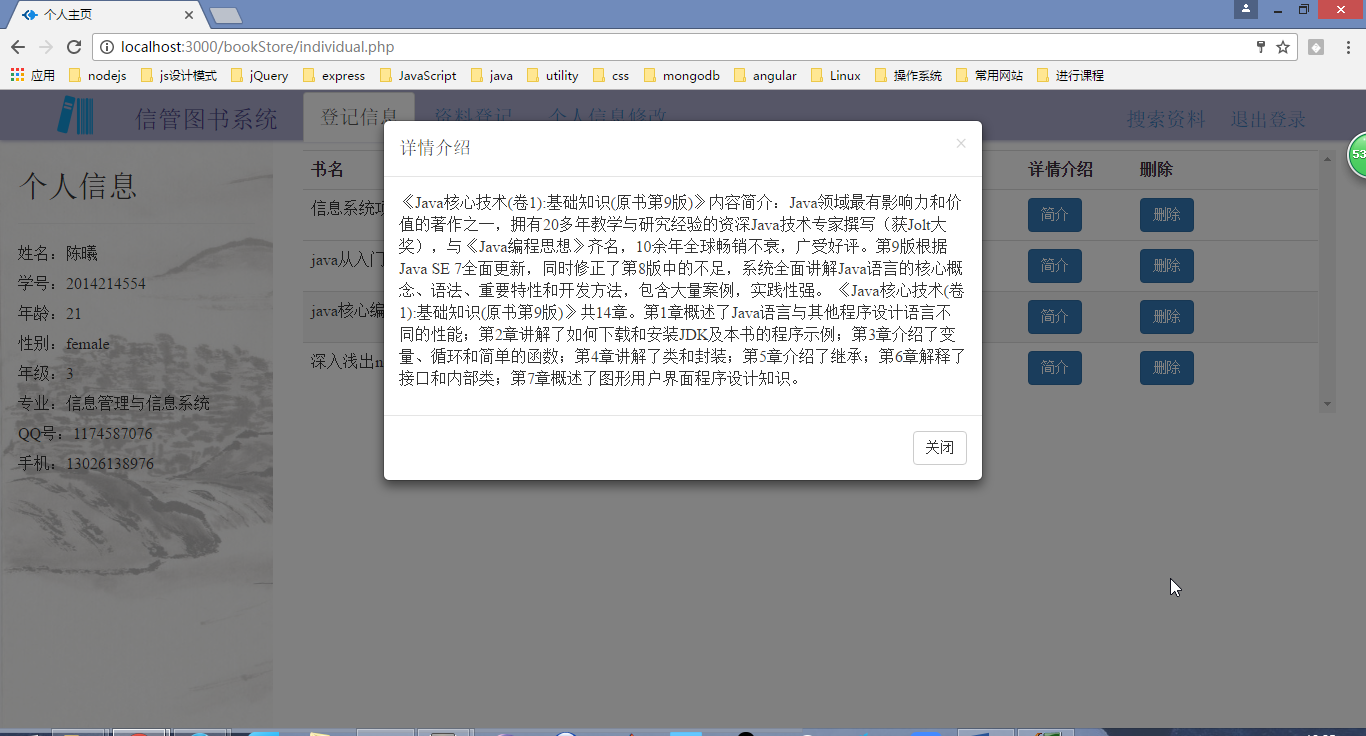 个人主页
localhost:3000/bookStore/individual.php
应用 nodejs js设计模式 jQuery express JavaScript java utility css mongodb angular Linux 操作系统 常用网站 进行课程
信管图书系统 登记信息 资料登记 个人信息修改 搜索资料 退出登录
个人信息
姓名：陈曦
学号：2014214554
年龄：21
性别：female
年级：3
专业：信息管理与信息系统
QQ号：1174587076
手机：13026138976
书名 详情介绍 删除
信息系统项 简介 删除
java从入门 简介 删除
java核心编 简介 删除
深入浅出n 简介 删除
详情介绍 ×
《Java核心技术(卷1):基础知识(原书第9版)》内容简介：Java领域最有影响力和价
值的著作之一，拥有20多年教学与研究经验的资深Java技术专家撰写（获Jolt大
奖），与《Java编程思想》齐名，10余年全球畅销不衰，广受好评。第9版根据
Java SE 7全面更新，同时修正了第8版中的不足，系统全面讲解Java语言的核心概
念、语法、重要特性和开发方法，包含大量案例，实践性强。《Java核心技术(卷
1):基础知识(原书第9版)》共14章。第1章概述了Java语言与其他程序设计语言不
同的性能；第2章讲解了如何下载和安装JDK及本书的程序示例；第3章介绍了变
量、循环和简单的函数；第4章讲解了类和封装；第5章介绍了继承；第6章解释了
接口和内部类；第7章概述了图形用户界面程序设计知识。
关闭
53